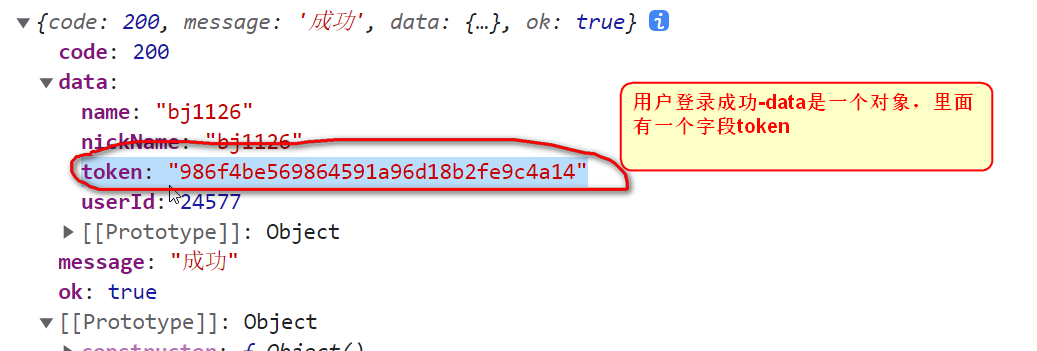 {code: 200, message: '成功', data: {…}, ok: true} i
code: 200
data:
name: "bj1126"
nickName: "bj1126"
token: "986f4be569864591a96d18b2fe9c4a14"
userId: 24577
[[Prototype]]: Object
message: "成功"
ok: true
[[Prototype]]: Object
constructor: ƒ Object()
用户登录成功-data是一个对象，里面
有一个字段token